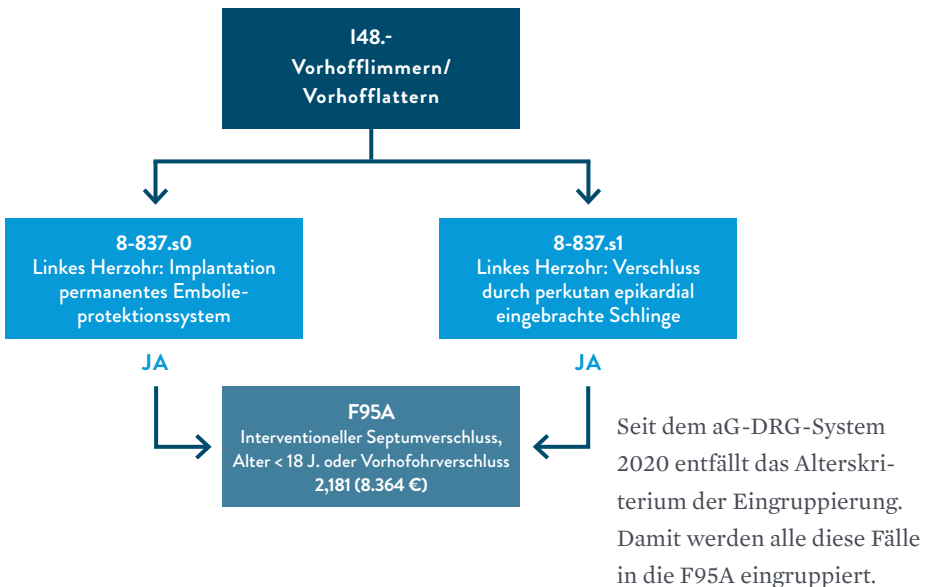 I48.-
Vorhofflimmern/
Vorhofflattern
8-837.s0
Linkes Herzohr: Implantation
permanentes Embolie-
protektionssystem
8-837.s1
Linkes Herzohr: Verschluss
durch perkutan epikardial
eingebrachte Schlinge
JA
JA
F95A
Interventioneller Septumverschluss,
Alter < 18 J. oder Vorhofohrverschluss
2,181 (8.364 €)
Seit dem aG-DRG-System
2020 entfällt das Alterskri-
terium der Eingruppierung.
Damit werden alle diese Fälle
in die F95A eingruppiert.